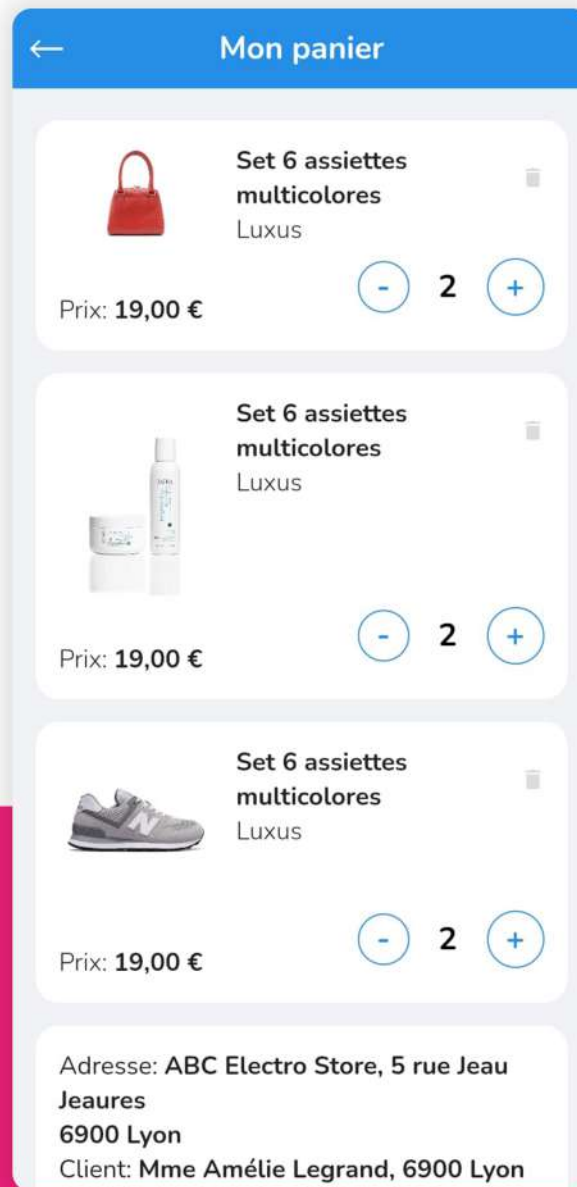 Mon panier
Set 6 assiettes
multicolores
Luxus
Prix: 19,00 €
- 2 +
Set 6 assiettes
multicolores
Luxus
Prix: 19,00 €
- 2 +
Set 6 assiettes
multicolores
Luxus
N
Prix: 19,00 €
- 2 +
Adresse: ABC Electro Store, 5 rue Jeau
Jeaures
6900 Lyon
Client: Mme Amélie Legrand, 6900 Lyon